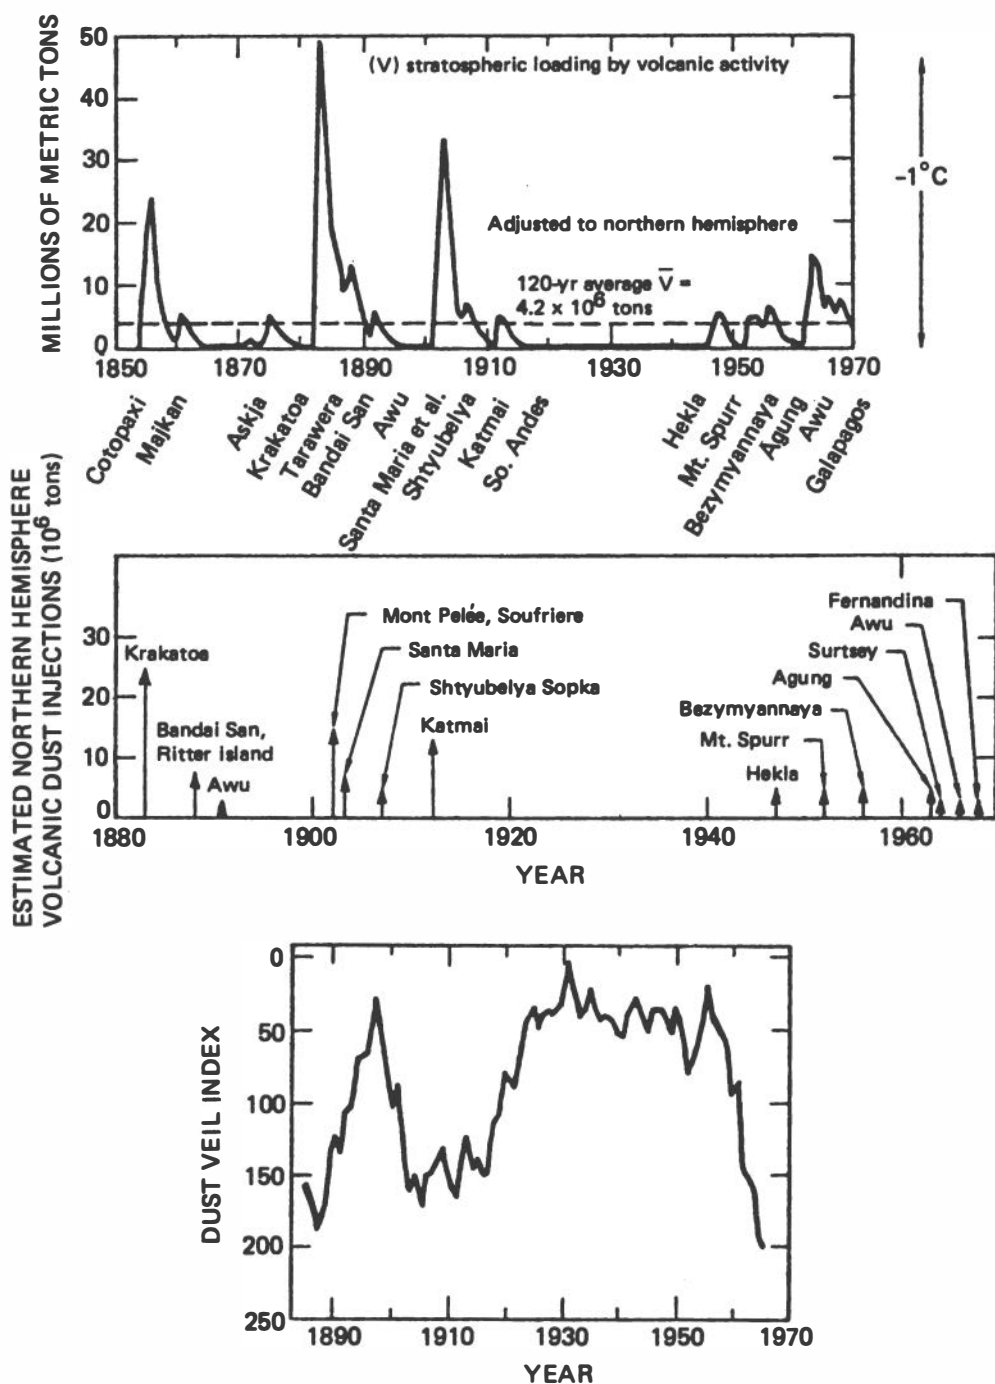 MILLIONS OF METRIC TONS
50
40
30
20
10
0
(V) stratospheric loading by volcanic activity
Adjusted to northern hemisphere
120-yr average V̅ =
4.2 x 10⁶ tons
–1°C
1850
1870
1890
1910
1930
1950
1970
Cotopaxi
Majkan
Askja
Krakatoa
Tarawera
Bandai San
Awu
Santa Maria et al.
Shtyubelya
Katmai
So. Andes
Hekla
Mt. Spurr
Bezymyannaya
Agung
Awu
Galapagos
ESTIMATED NORTHERN HEMISPHERE
VOLCANIC DUST INJECTIONS (10⁶ tons)
30
20
10
0
Krakatoa
Bandai San,
Ritter island
Awu
Mont Pelée, Soufriere
Santa Maria
Shtyubelya Sopka
Katmai
Fernandina
Awu
Surtsey
Agung
Bezymyannaya
Mt. Spurr
Hekla
1880
1900
1920
1940
1960
YEAR
DUST VEIL INDEX
0
50
100
150
200
250
1890
1910
1930
1950
1970
YEAR